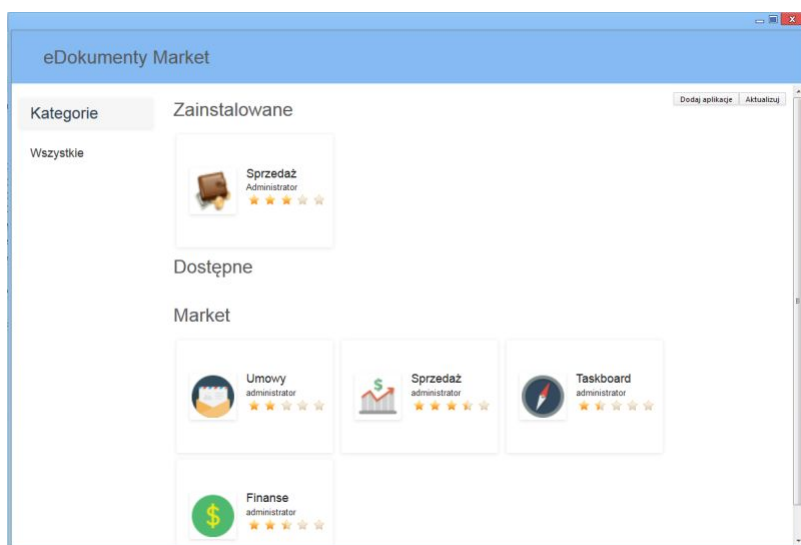 eDokumenty Market
Dodaj aplikacje Aktualizuj
Kategorie
Wszystkie
Zainstalowane
Sprzedaż
Administrator
Dostępne
Market
Umowy
administrator
Sprzedaż
administrator
Taskboard
administrator
Finanse
administrator